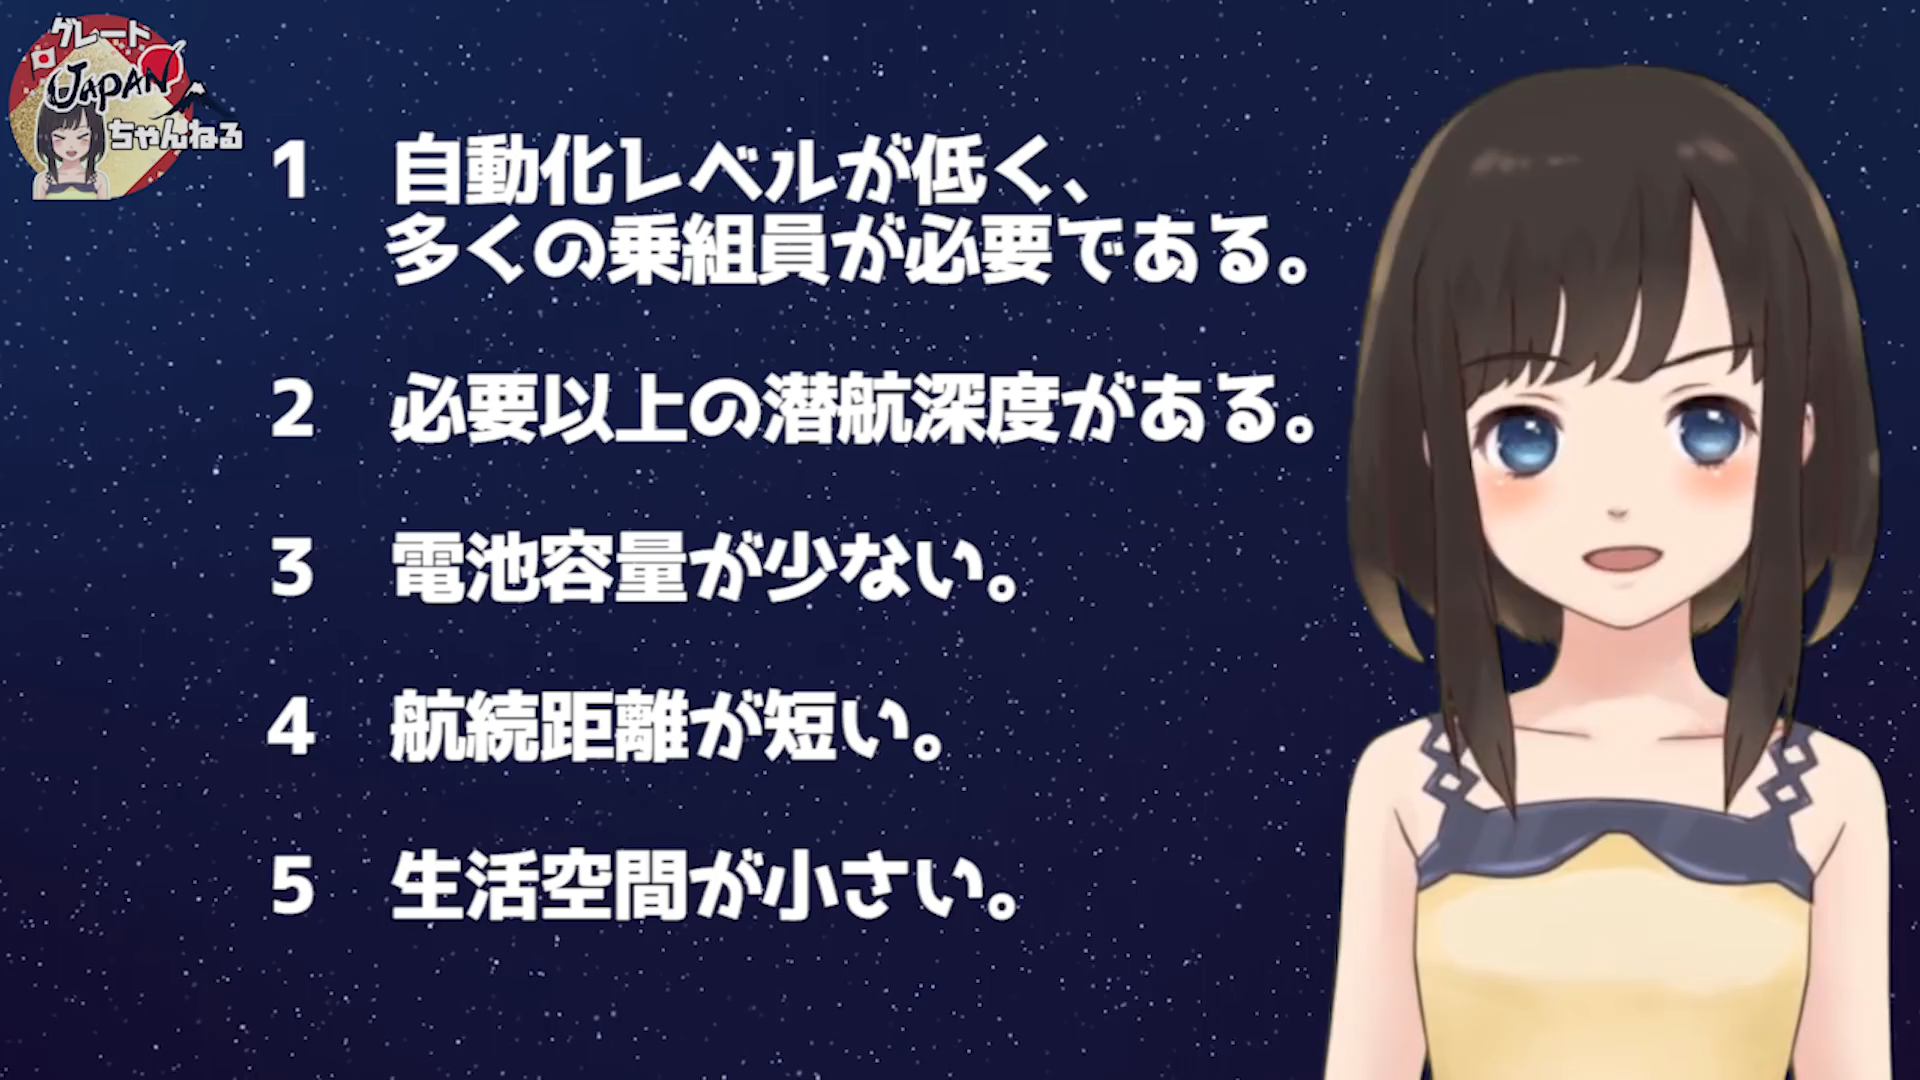 グレート
JAPAN
ちゃんねる
1 自動化レベルが低く、
多くの乗組員が必要である。
2 必要以上の潜航深度がある。
3 電池容量が少ない。
4 航続距離が短い。
5 生活空間が小さい。